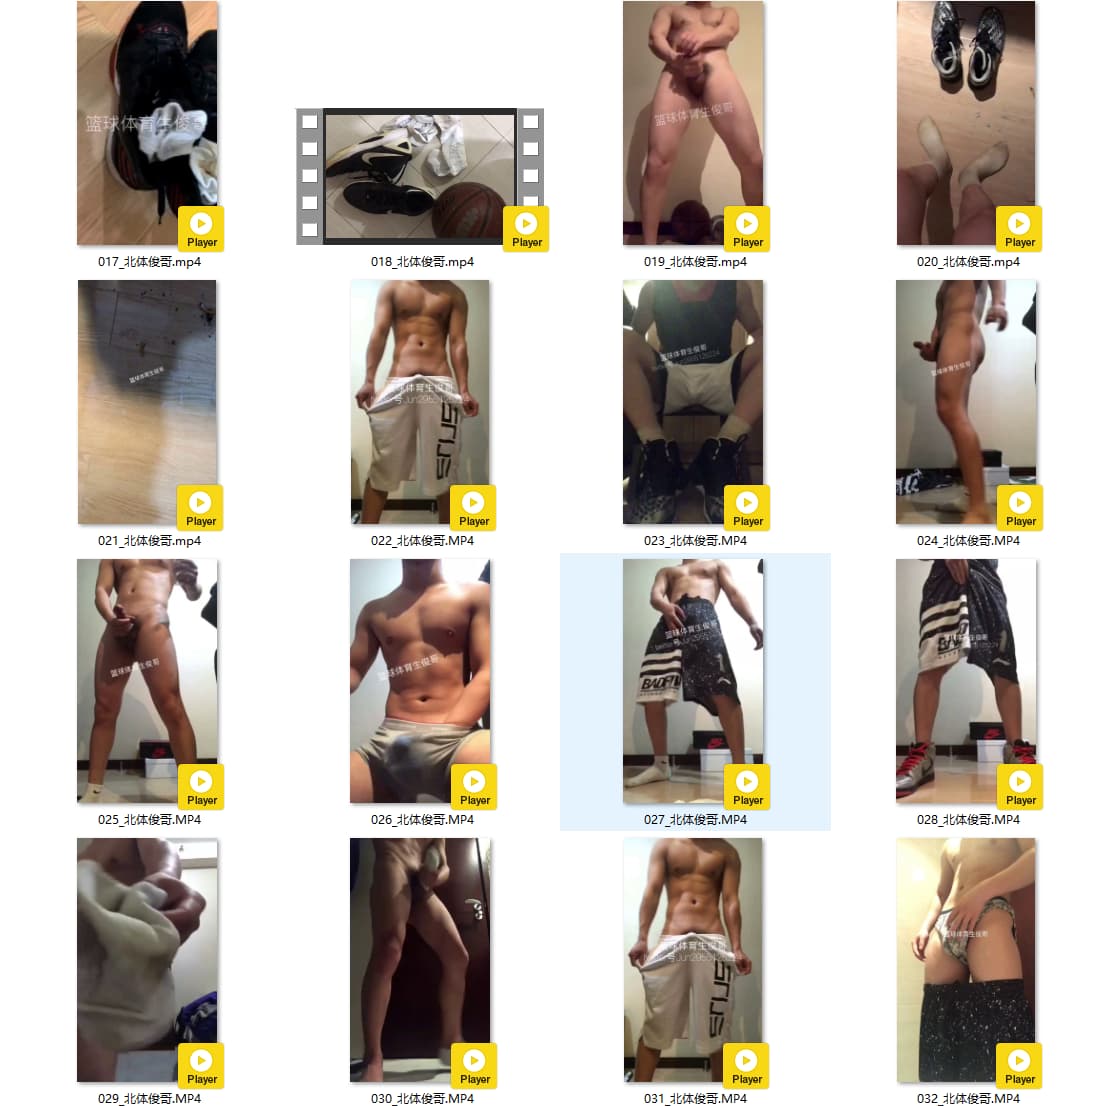 篮球体育生俊哥
Player
017_北体俊哥.mp4
Player
018_北体俊哥.mp4
篮球体育生俊哥
Player
019_北体俊哥.mp4
Player
020_北体俊哥.mp4
篮球体育生俊哥
Player
021_北体俊哥.mp4
篮球体育生俊哥
Player
022_北体俊哥.MP4
篮球体育生俊哥
Player
023_北体俊哥.MP4
篮球体育生俊哥
Player
024_北体俊哥.MP4
篮球体育生俊哥
Player
025_北体俊哥.MP4
篮球体育生俊哥
Player
026_北体俊哥.MP4
篮球体育生俊哥
Player
027_北体俊哥.MP4
Player
028_北体俊哥.MP4
Player
029_北体俊哥.MP4
Player
030_北体俊哥.MP4
篮球体育生俊哥
Player
031_北体俊哥.MP4
篮球体育生俊哥
Player
032_北体俊哥.MP4